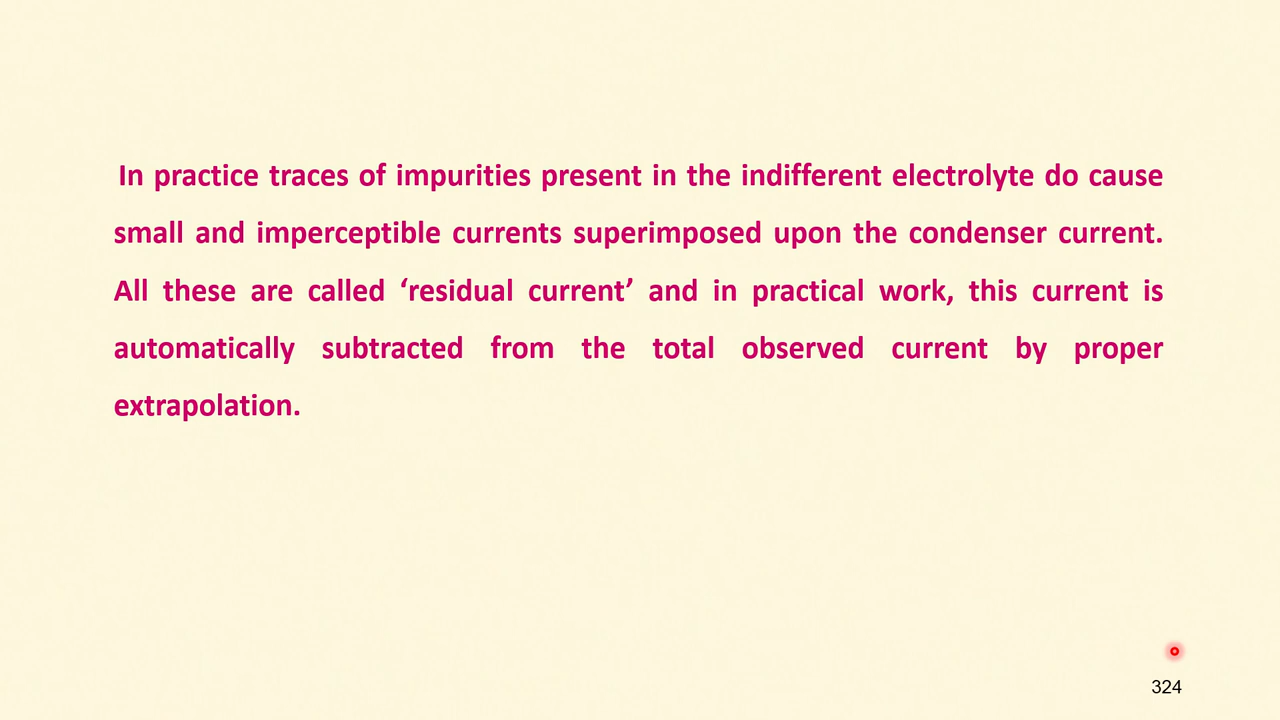 In practice traces of impurities present in the indifferent electrolyte do cause
small and imperceptible currents superimposed upon the condenser current.
All these are called ‘residual current’ and in practical work, this current is
automatically subtracted from the total observed current by proper
extrapolation.
324